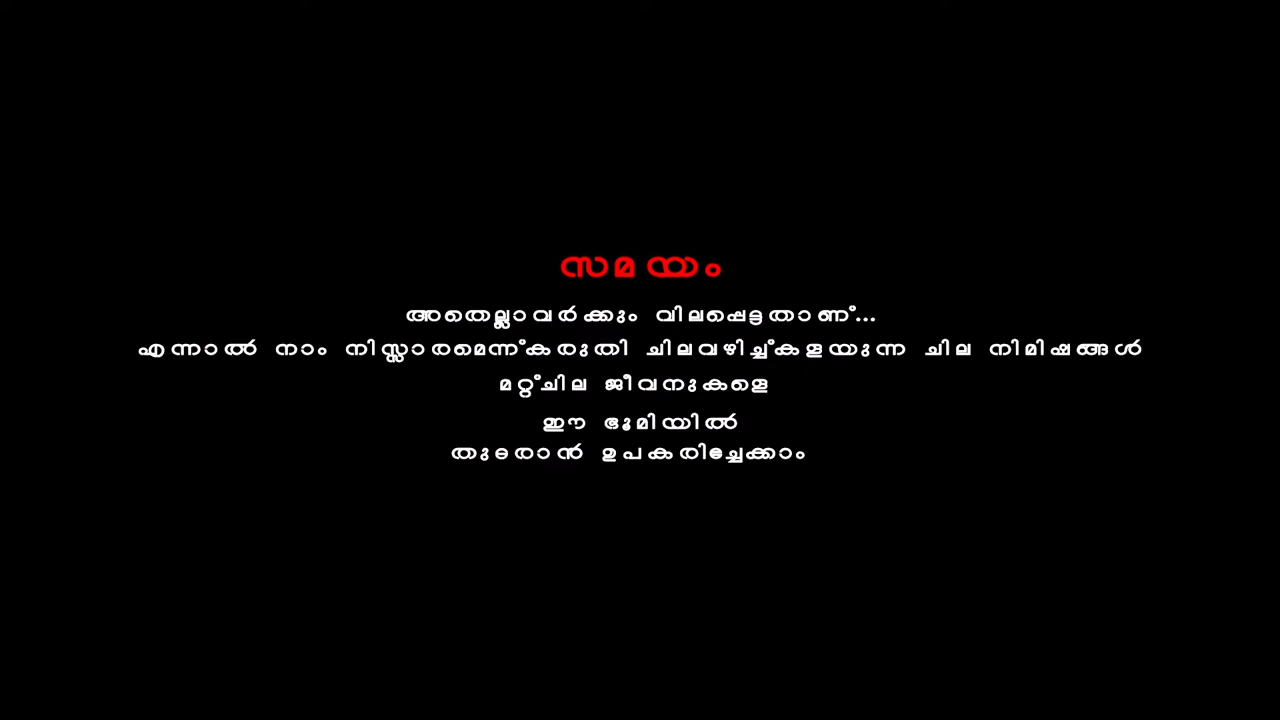 സമയം
അതെല്ലാവർക്കും വിലപ്പെട്ടതാണ്...
എന്നാൽ നാം നിസ്സാരമെന്ന്കരുതി ചിലവഴിച്ച്കളയുന്ന ചില നിമിഷങ്ങൾ
മറ്റ്ചില ജീവനുകളെ
ഈ ഭൂമിയിൽ
തുടരാൻ ഉപകരിച്ചേക്കാം